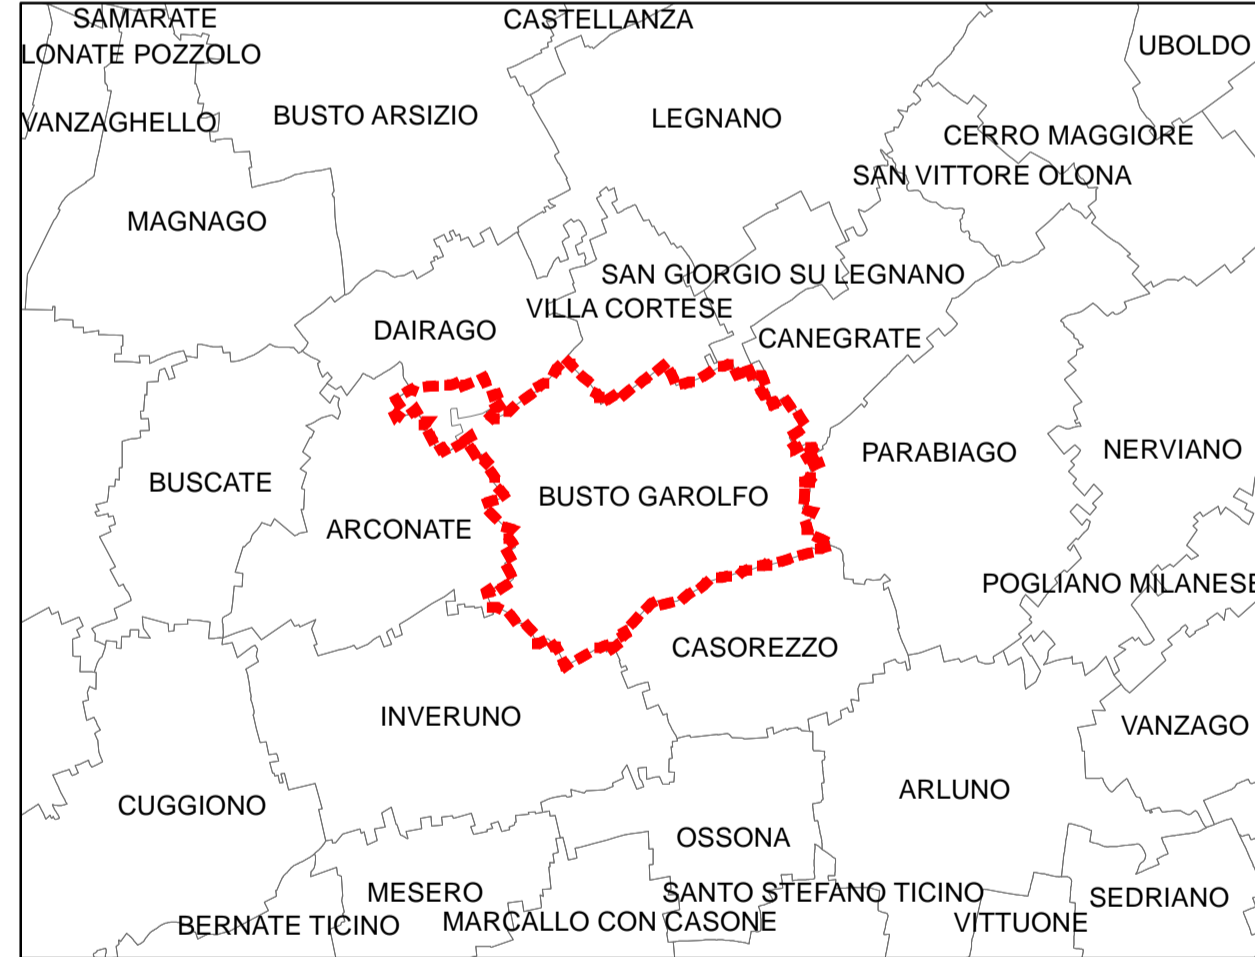 SAMARATE
CASTELLANZA
UBOLDO
LONATE POZZOLO
BUSTO ARSIZIO
LEGNANO
VANZAGHELLO
CERRO MAGGIORE
SAN VITTORE OLONA
MAGNAGO
SAN GIORGIO SU LEGNANO
VILLA CORTESE
DAIRAGO
CANEGRATE
PARABIAGO
NERVIANO
BUSCATE
BUSTO GAROLFO
ARCONATE
POGLIANO MILANESE
CASOREZZO
INVERUNO
VANZAGO
ARLUNO
CUGGIONO
OSSONA
MESERO
SANTO STEFANO TICINO
SEDRIANO
BERNATE TICINO
MARCALLO CON CASONE
VITTUONE